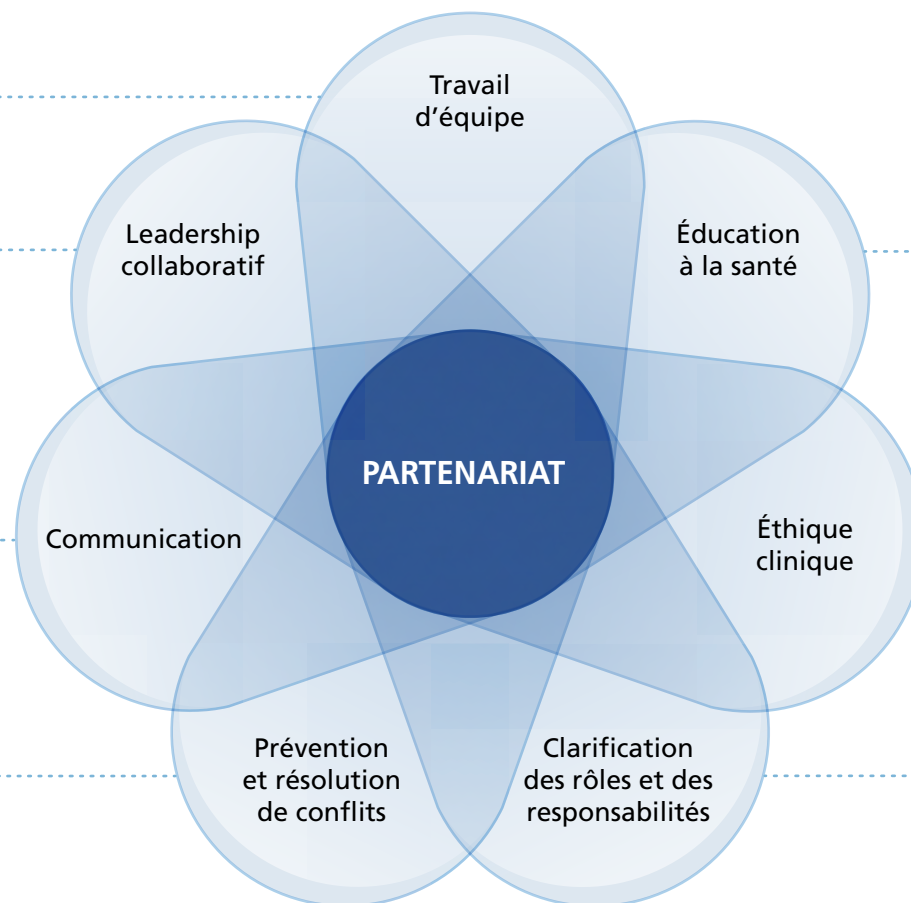 Travail
d’équipe
Leadership
collaboratif
Éducation
à la santé
PARTENARIAT
Communication
Éthique
clinique
Prévention
et résolution
de conflits
Clarification
des rôles et des
responsabilités